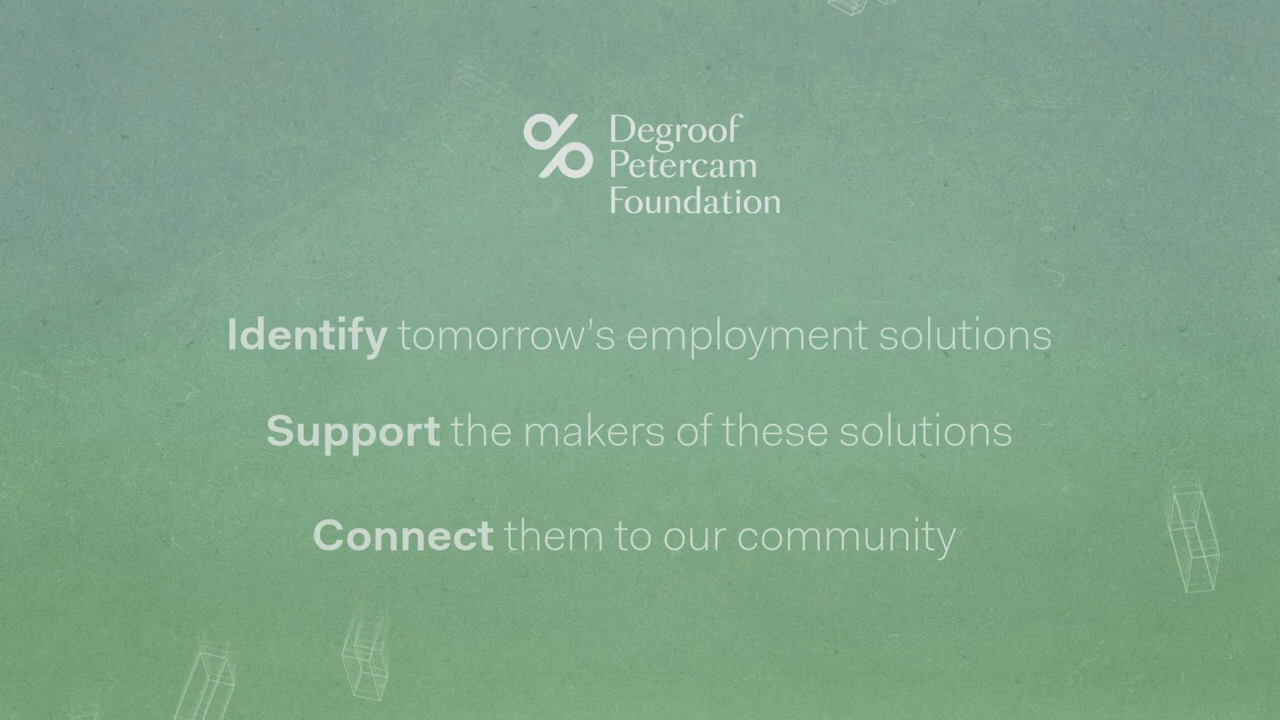 Degroof
Petercam
Foundation
Identify tomorrow's employment solutions
Support the makers of these solutions
Connect them to our community